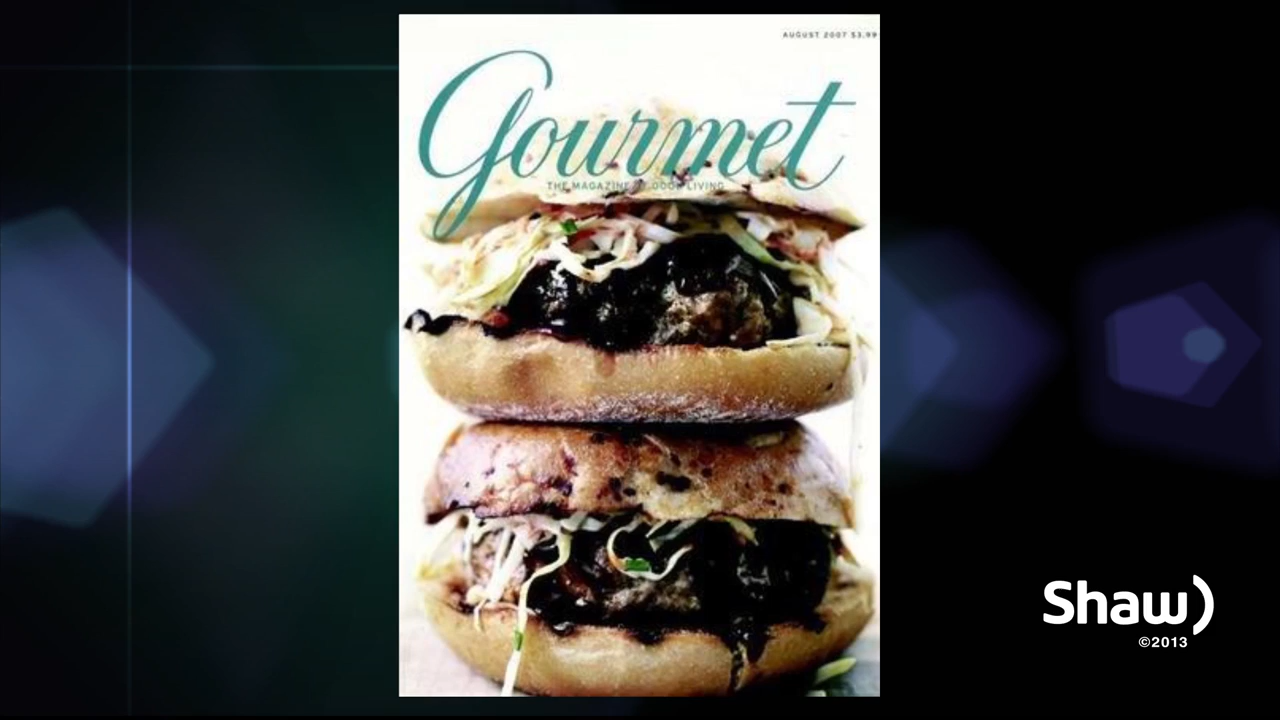 AUGUST 2007 $3.99
Gourmet
THE MAGAZINE OF GOOD LIVING
Shaw)
©2013